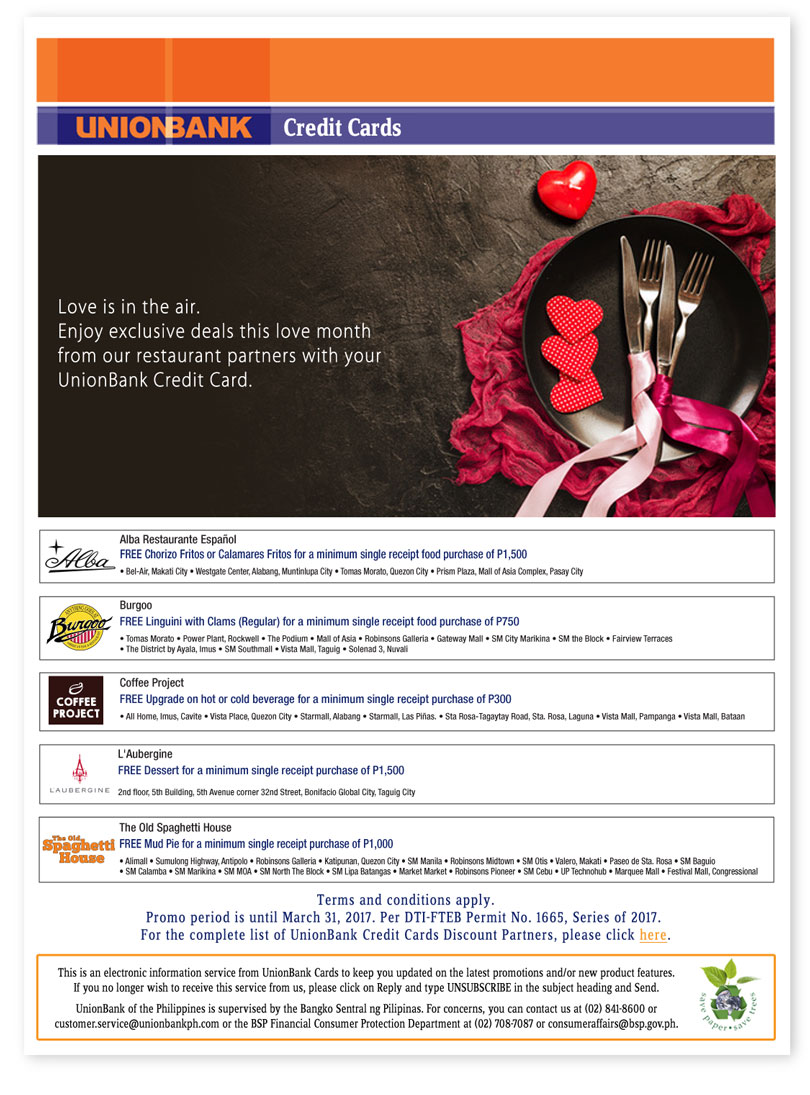 UNIONBANK Credit Cards
Love is in the air.
Enjoy exclusive deals this love month
from our restaurant partners with your
UnionBank Credit Card.
Alba
Alba Restaurante Español
FREE Chorizo Fritos or Calamares Fritos for a minimum single receipt food purchase of P1,500
• Bel-Air, Makati City • Westgate Center, Alabang, Muntinlupa City • Tomas Morato, Quezon City • Prism Plaza, Mall of Asia Complex, Pasay City
Burgoo
Burgoo
FREE Linguini with Clams (Regular) for a minimum single receipt food purchase of P750
• Tomas Morato • Power Plant, Rockwell • The Podium • Mall of Asia • Robinsons Galleria • Gateway Mall • SM City Marikina • SM the Block • Fairview Terraces
• The District by Ayala, Imus • SM Southmall • Vista Mall, Taguig • Solenad 3, Nuvali
COFFEE
PROJECT
Coffee Project
FREE Upgrade on hot or cold beverage for a minimum single receipt purchase of P300
• All Home, Imus, Cavite • Vista Place, Quezon City • Starmall, Alabang • Starmall, Las Piñas. • Sta Rosa-Tagaytay Road, Sta. Rosa, Laguna • Vista Mall, Pampanga • Vista Mall, Bataan
LAUBERGINE
L'Aubergine
FREE Dessert for a minimum single receipt purchase of P1,500
2nd floor, 5th Building, 5th Avenue corner 32nd Street, Bonifacio Global City, Taguig City
The Old
Spaghetti
House
The Old Spaghetti House
FREE Mud Pie for a minimum single receipt purchase of P1,000
• Alimall • Sumulong Highway, Antipolo • Robinsons Galleria • Katipunan, Quezon City • SM Manila • Robinsons Midtown • SM Otis • Valero, Makati • Paseo de Sta. Rosa • SM Baguio
• SM Calamba • SM Marikina • SM MOA • SM North The Block • SM Lipa Batangas • Market Market • Robinsons Pioneer • SM Cebu • UP Technohub • Marquee Mall • Festival Mall, Congressional
Terms and conditions apply.
Promo period is until March 31, 2017. Per DTI-FTEB Permit No. 1665, Series of 2017.
For the complete list of UnionBank Credit Cards Discount Partners, please click here.
This is an electronic information service from UnionBank Cards to keep you updated on the latest promotions and/or new product features.
If you no longer wish to receive this service from us, please click on Reply and type UNSUBSCRIBE in the subject heading and Send.
UnionBank of the Philippines is supervised by the Bangko Sentral ng Pilipinas. For concerns, you can contact us at (02) 841-8600 or
customer.service@unionbankph.com or the BSP Financial Consumer Protection Department at (02) 708-7087 or consumeraffairs@bsp.gov.ph.
save paper • save trees